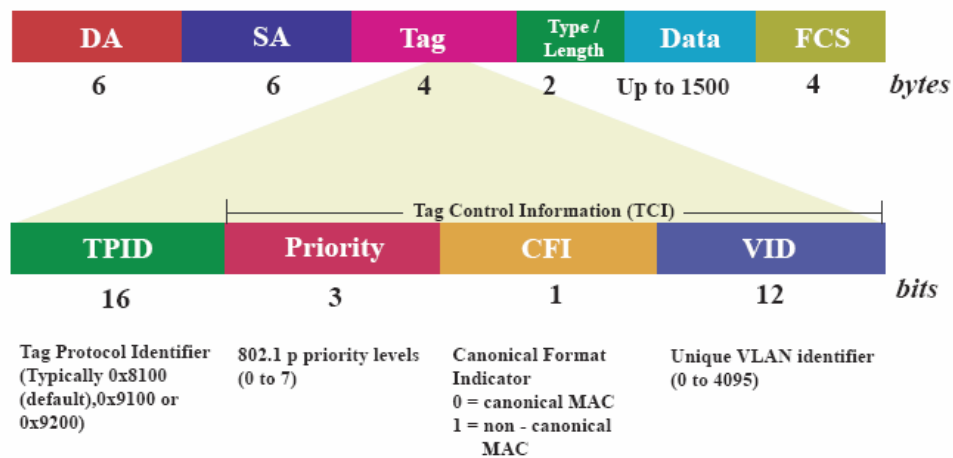 DA SA Tag Type / Length Data FCS
6 6 4 2 Up to 1500 4 bytes
Tag Control Information (TCI)
TPID Priority CFI VID
16 3 1 12 bits
Tag Protocol Identifier
(Typically 0x8100
(default),0x9100 or
0x9200)
802.1 p priority levels
(0 to 7)
Canonical Format
Indicator
0 = canonical MAC
1 = non - canonical
MAC
Unique VLAN identifier
(0 to 4095)